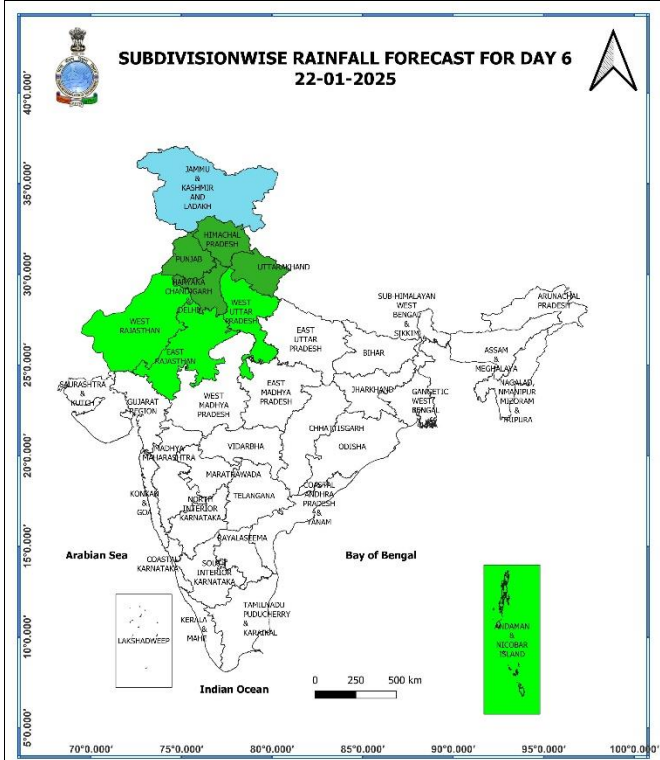 SUBDIVISIONWISE RAINFALL FORECAST FOR DAY 6
22-01-2025
40°0.000'
35°0.000'
30°0.000'
25°0.000'
20°0.000'
15°0.000'
10°0.000'
5°0.000'
JAMMU
&
KASHMIR
AND
LADAKH
HIMACHAL
PRADESH
PUNJAB
UTTARAKHAND
HARYANA
CHANDIGARH
&
DELHI
WEST
UTTAR
PRADESH
WEST
RAJASTHAN
EAST
RAJASTHAN
EAST
UTTAR
PRADESH
SUB HIMALAYAN
WEST
BENGAL
&
SIKKIM
ARUNACHAL
PRADESH
BIHAR
ASSAM
&
MEGHALAYA
NAGALAD,
NMANIPUR
MIZORAM
&
TRIPURA
SAURASHTRA
&
KUTCH
GUJARAT
REGION
WEST
MADHYA
PRADESH
EAST
MADHYA
PRADESH
JHARKHAND
GANGETIC
WEST
BENGAL
CHHATTISGARH
ODISHA
MADHYA
MAHARASHTRA
VIDARBHA
MARATHWADA
TELANGANA
KONKAN
&
GOA
NORTH
INTERIOR
KARNATAKA
COASTAL
ANDHRA
PRADESH
&
YANAM
RAYALASEEMA
Arabian Sea
Bay of Bengal
COASTAL
KARNATAKA
SOUTH
INTERIOR
KARNATAKA
LAKSHADWEEP
KERALA
&
MAHE
TAMILNADU
PUDUCHERRY
&
KARAIKAL
ANDAMAN
&
NICOBAR
ISLAND
Indian Ocean
0 250 500 km
70°0.000' 75°0.000' 80°0.000' 85°0.000' 90°0.000' 95°0.000' 100°0.000'